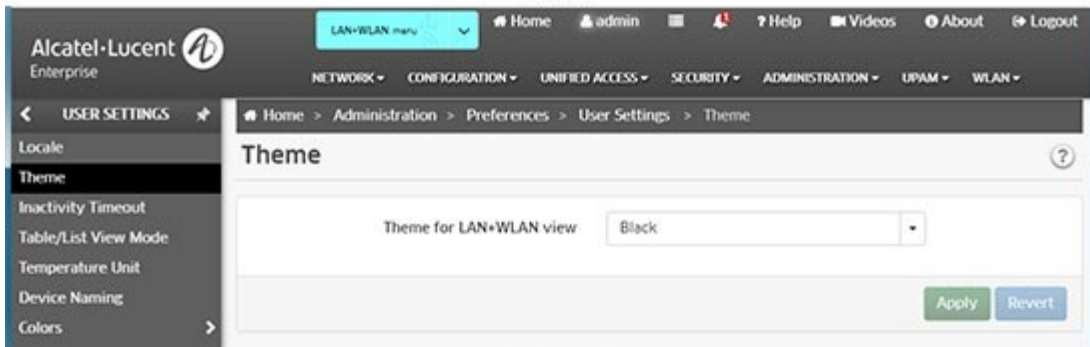 Alcatel•Lucent
Enterprise
LAN+WLAN menu
Home
admin
Help
Videos
About
Logout
NETWORK
CONFIGURATION
UNIFIED ACCESS
SECURITY
ADMINISTRATION
UPAM
WLAN
USER SETTINGS
Home > Administration > Preferences > User Settings > Theme
Locale
Theme
Inactivity Timeout
Table/List View Mode
Temperature Unit
Device Naming
Colors
Theme
Theme for LAN+WLAN view
Black
Apply
Revert